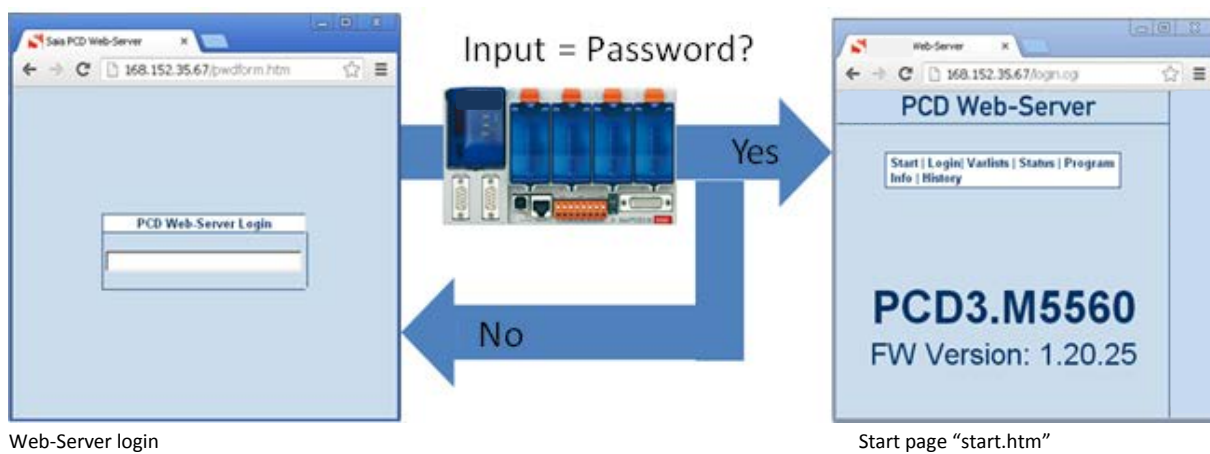 Saia PCD Web-Server
168.152.35.67/pwdform.htm
PCD Web-Server Login
Input = Password?
Yes
No
Web-Server
168.152.35.67/login.cgi
PCD Web-Server
Start | Login| Varlists | Status | Program
Info | History
PCD3.M5560
FW Version: 1.20.25
Web-Server login
Start page “start.htm”